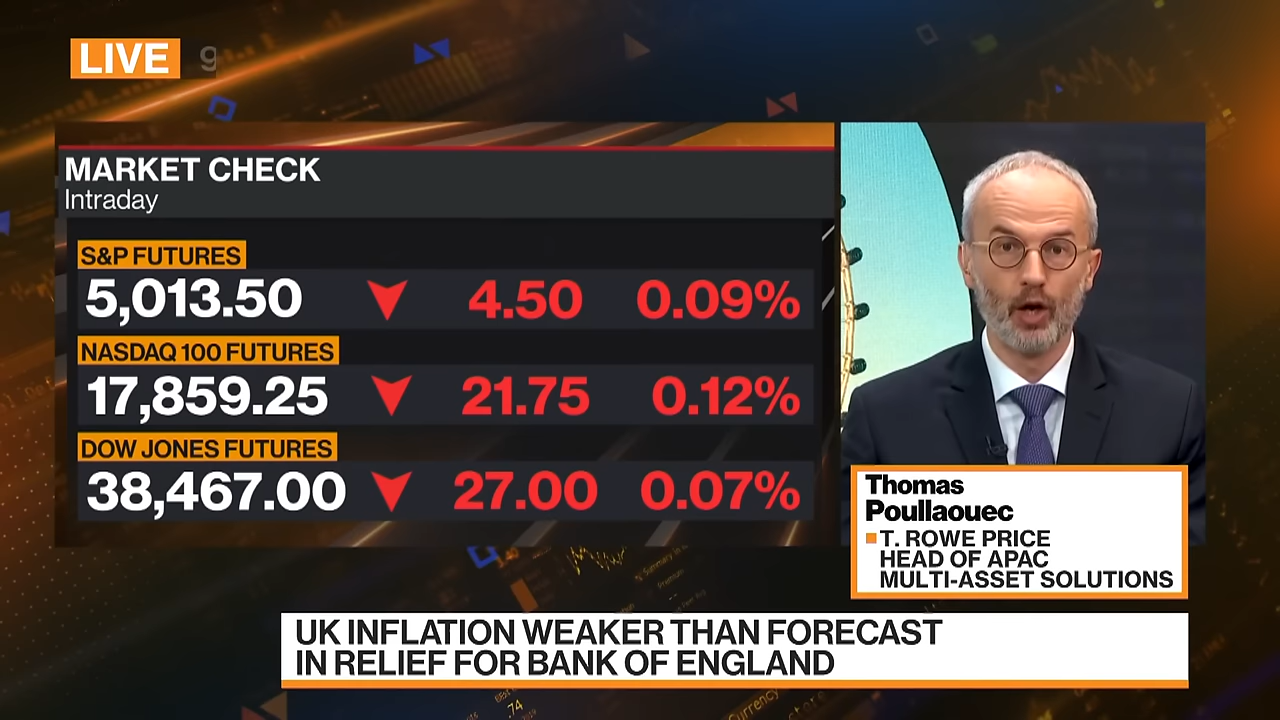 LIVE
MARKET CHECK
Intraday
S&P FUTURES
5,013.50 4.50 0.09%
NASDAQ 100 FUTURES
17,859.25 21.75 0.12%
DOW JONES FUTURES
38,467.00 27.00 0.07%
Thomas
Poullaouec
T. ROWE PRICE
HEAD OF APAC
MULTI-ASSET SOLUTIONS
UK INFLATION WEAKER THAN FORECAST
IN RELIEF FOR BANK OF ENGLAND
.74
Currency